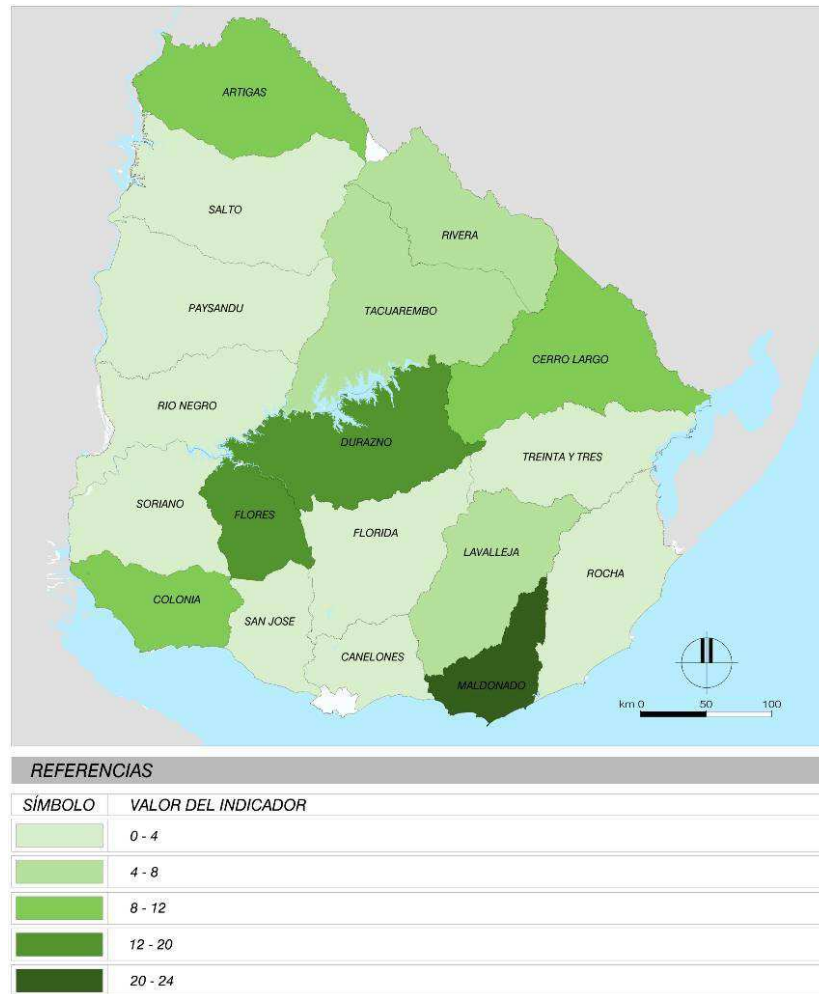 ARTIGAS
SALTO
RIVERA
PAYSANDU
TACUAREMBO
CERRO LARGO
RIO NEGRO
DURAZNO
TREINTA Y TRES
SORIANO
FLORES
FLORIDA
LAVALLEJA
ROCHA
COLONIA
SAN JOSE
CANELONES
MALDONADO
km 0 50 100
REFERENCIAS
SÍMBOLO VALOR DEL INDICADOR
0 - 4
4 - 8
8 - 12
12 - 20
20 - 24